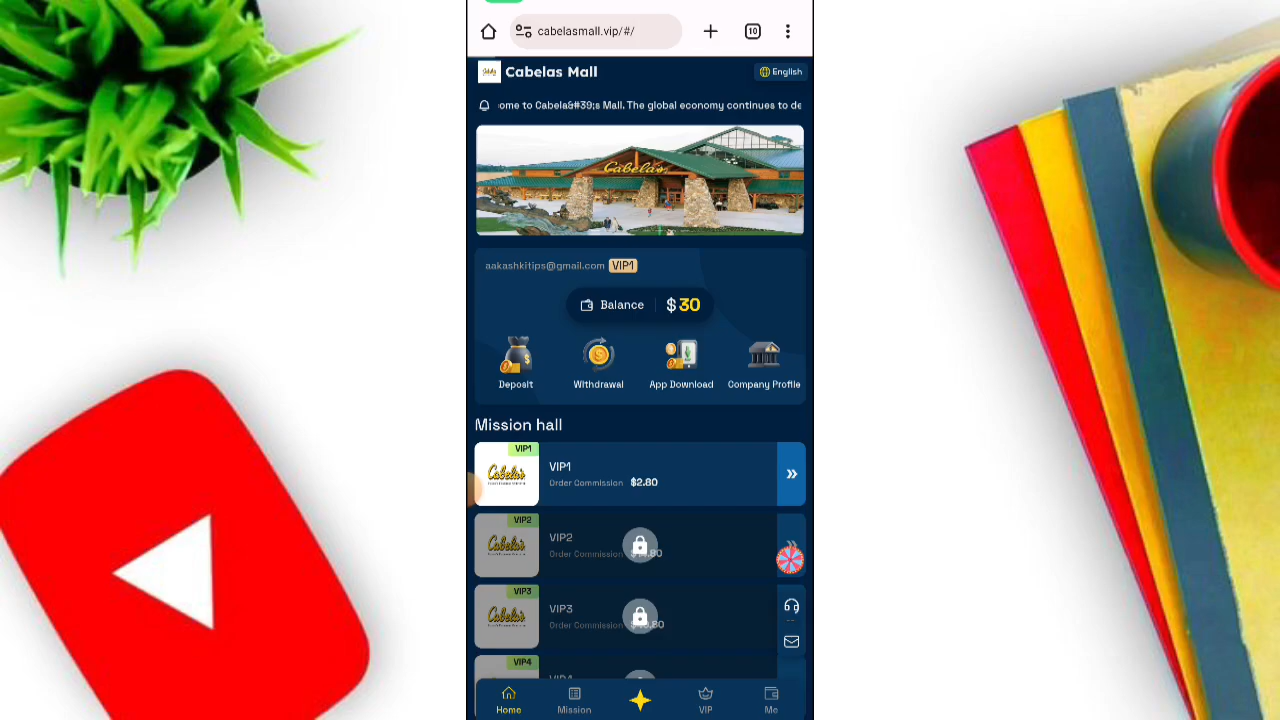 10
cabelasmall.vip/#/
Cabelas Mall
English
ome to Cabela&#39;s Mall. The global economy continues to de
Cabela's
aakashkitips@gmail.com VIP1
Balance $30
Deposit Withdrawal App Download Company Profile
Mission hall
VIP1
Cabela's
VIP1
Order Commission $2.80
VIP2
Cabela's
VIP2
Order Commission
VIP3
Cabela's
VIP3
Order Commission
VIP4
Home Mission VIP Me